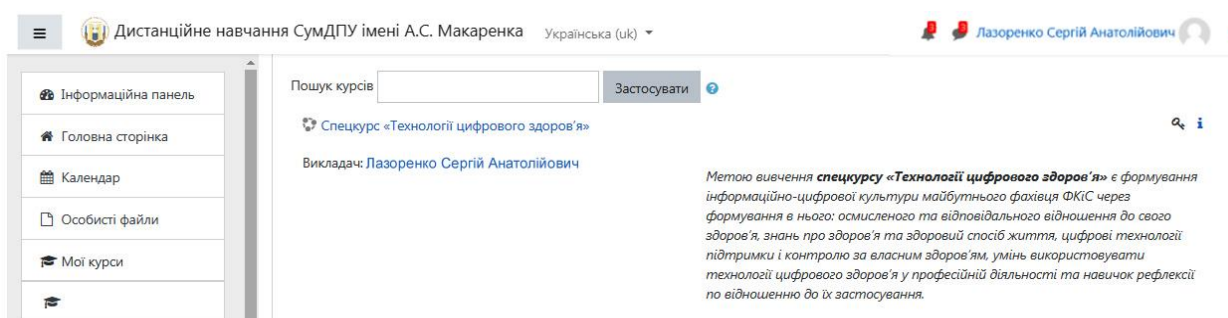 Дистанційне навчання СумДПУ імені А.С. Макаренка Українська (uk)
Лазоренко Сергій Анатолійович
Інформаційна панель
Головна сторінка
Календар
Особисті файли
Мої курси
Пошук курсів
Застосувати
Спецкурс «Технології цифрового здоров'я»
Викладач: Лазоренко Сергій Анатолійович
Метою вивчення спецкурсу «Технології цифрового здоров'я» є формування
інформаційно-цифрової культури майбутнього фахівця ФКіС через
формування в нього: осмисленого та відповідального відношення до свого
здоров'я, знань про здоров'я та здоровий спосіб життя, цифрові технології
підтримки і контролю за власним здоров'ям, умінь використовувати
технології цифрового здоров'я у професійній діяльності та навичок рефлексії
по відношенню до їх застосування.